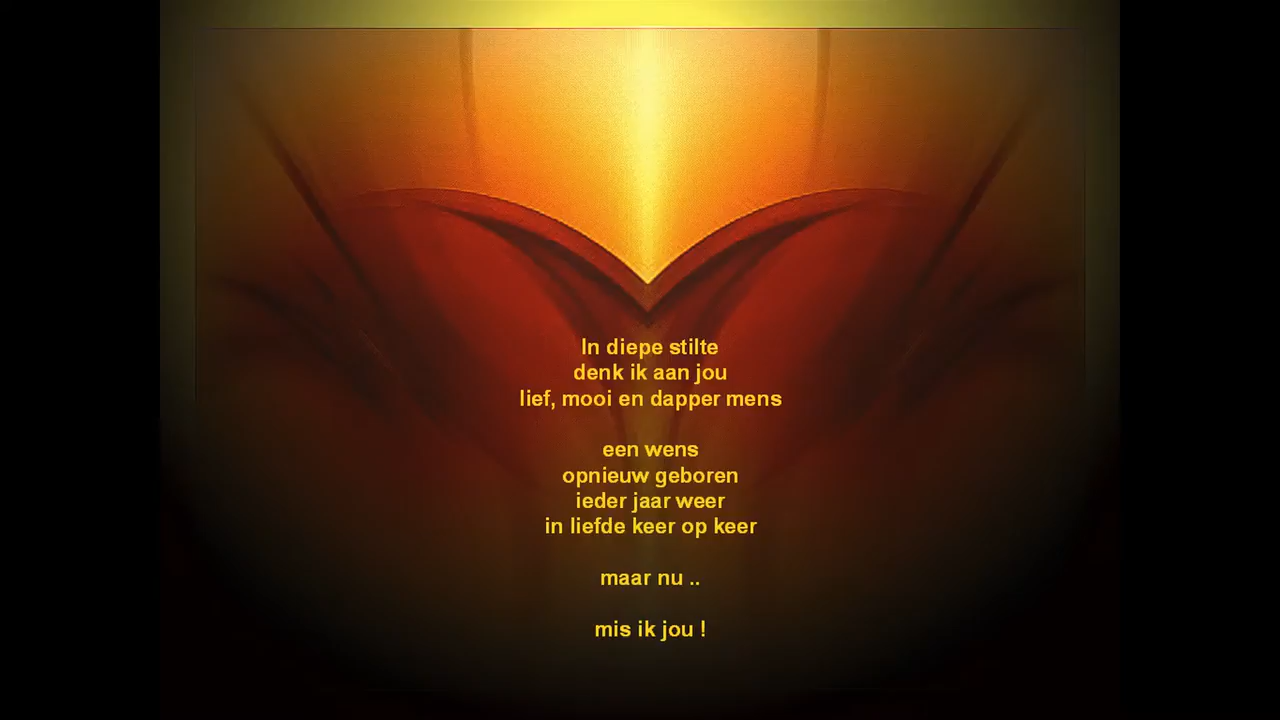 In diepe stilte
denk ik aan jou
lief, mooi en dapper mens
een wens
opnieuw geboren
ieder jaar weer
in liefde keer op keer
maar nu ..
mis ik jou !